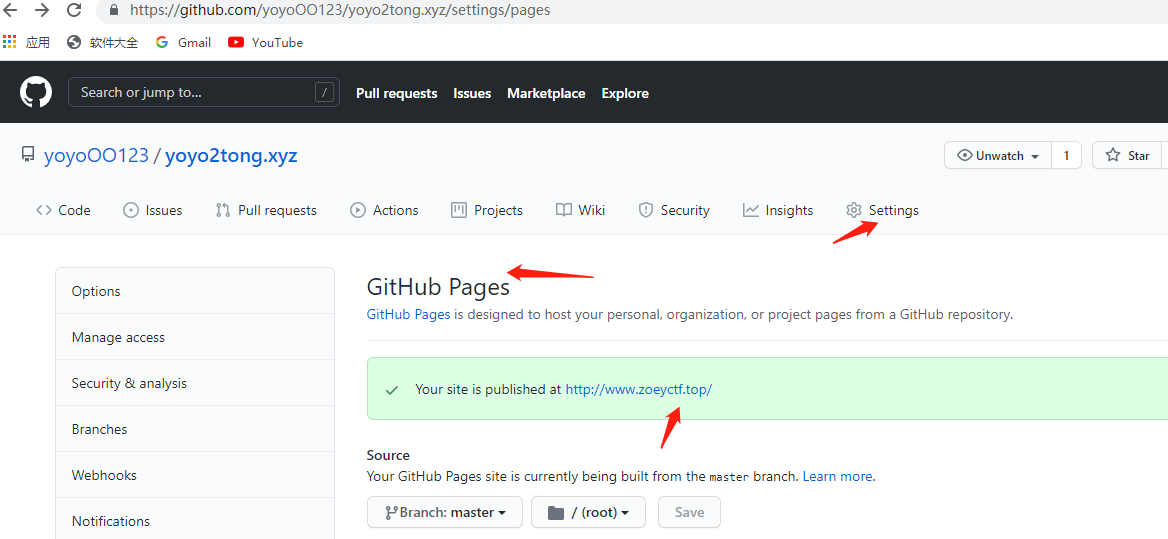 https://github.com/yoyoOO123/yoyo2tong.xyz/settings/pages
应用 软件大全 Gmail YouTube
Search or jump to... / Pull requests Issues Marketplace Explore
yoyoOO123 / yoyo2tong.xyz Unwatch 1 Star
Code Issues Pull requests Actions Projects Wiki Security Insights Settings
Options
Manage access
Security & analysis
Branches
Webhooks
Notifications
GitHub Pages
GitHub Pages is designed to host your personal, organization, or project pages from a GitHub repository.
Your site is published at http://www.zoeyctf.top/
Source
Your GitHub Pages site is currently being built from the master branch. Learn more.
Branch: master / (root) Save